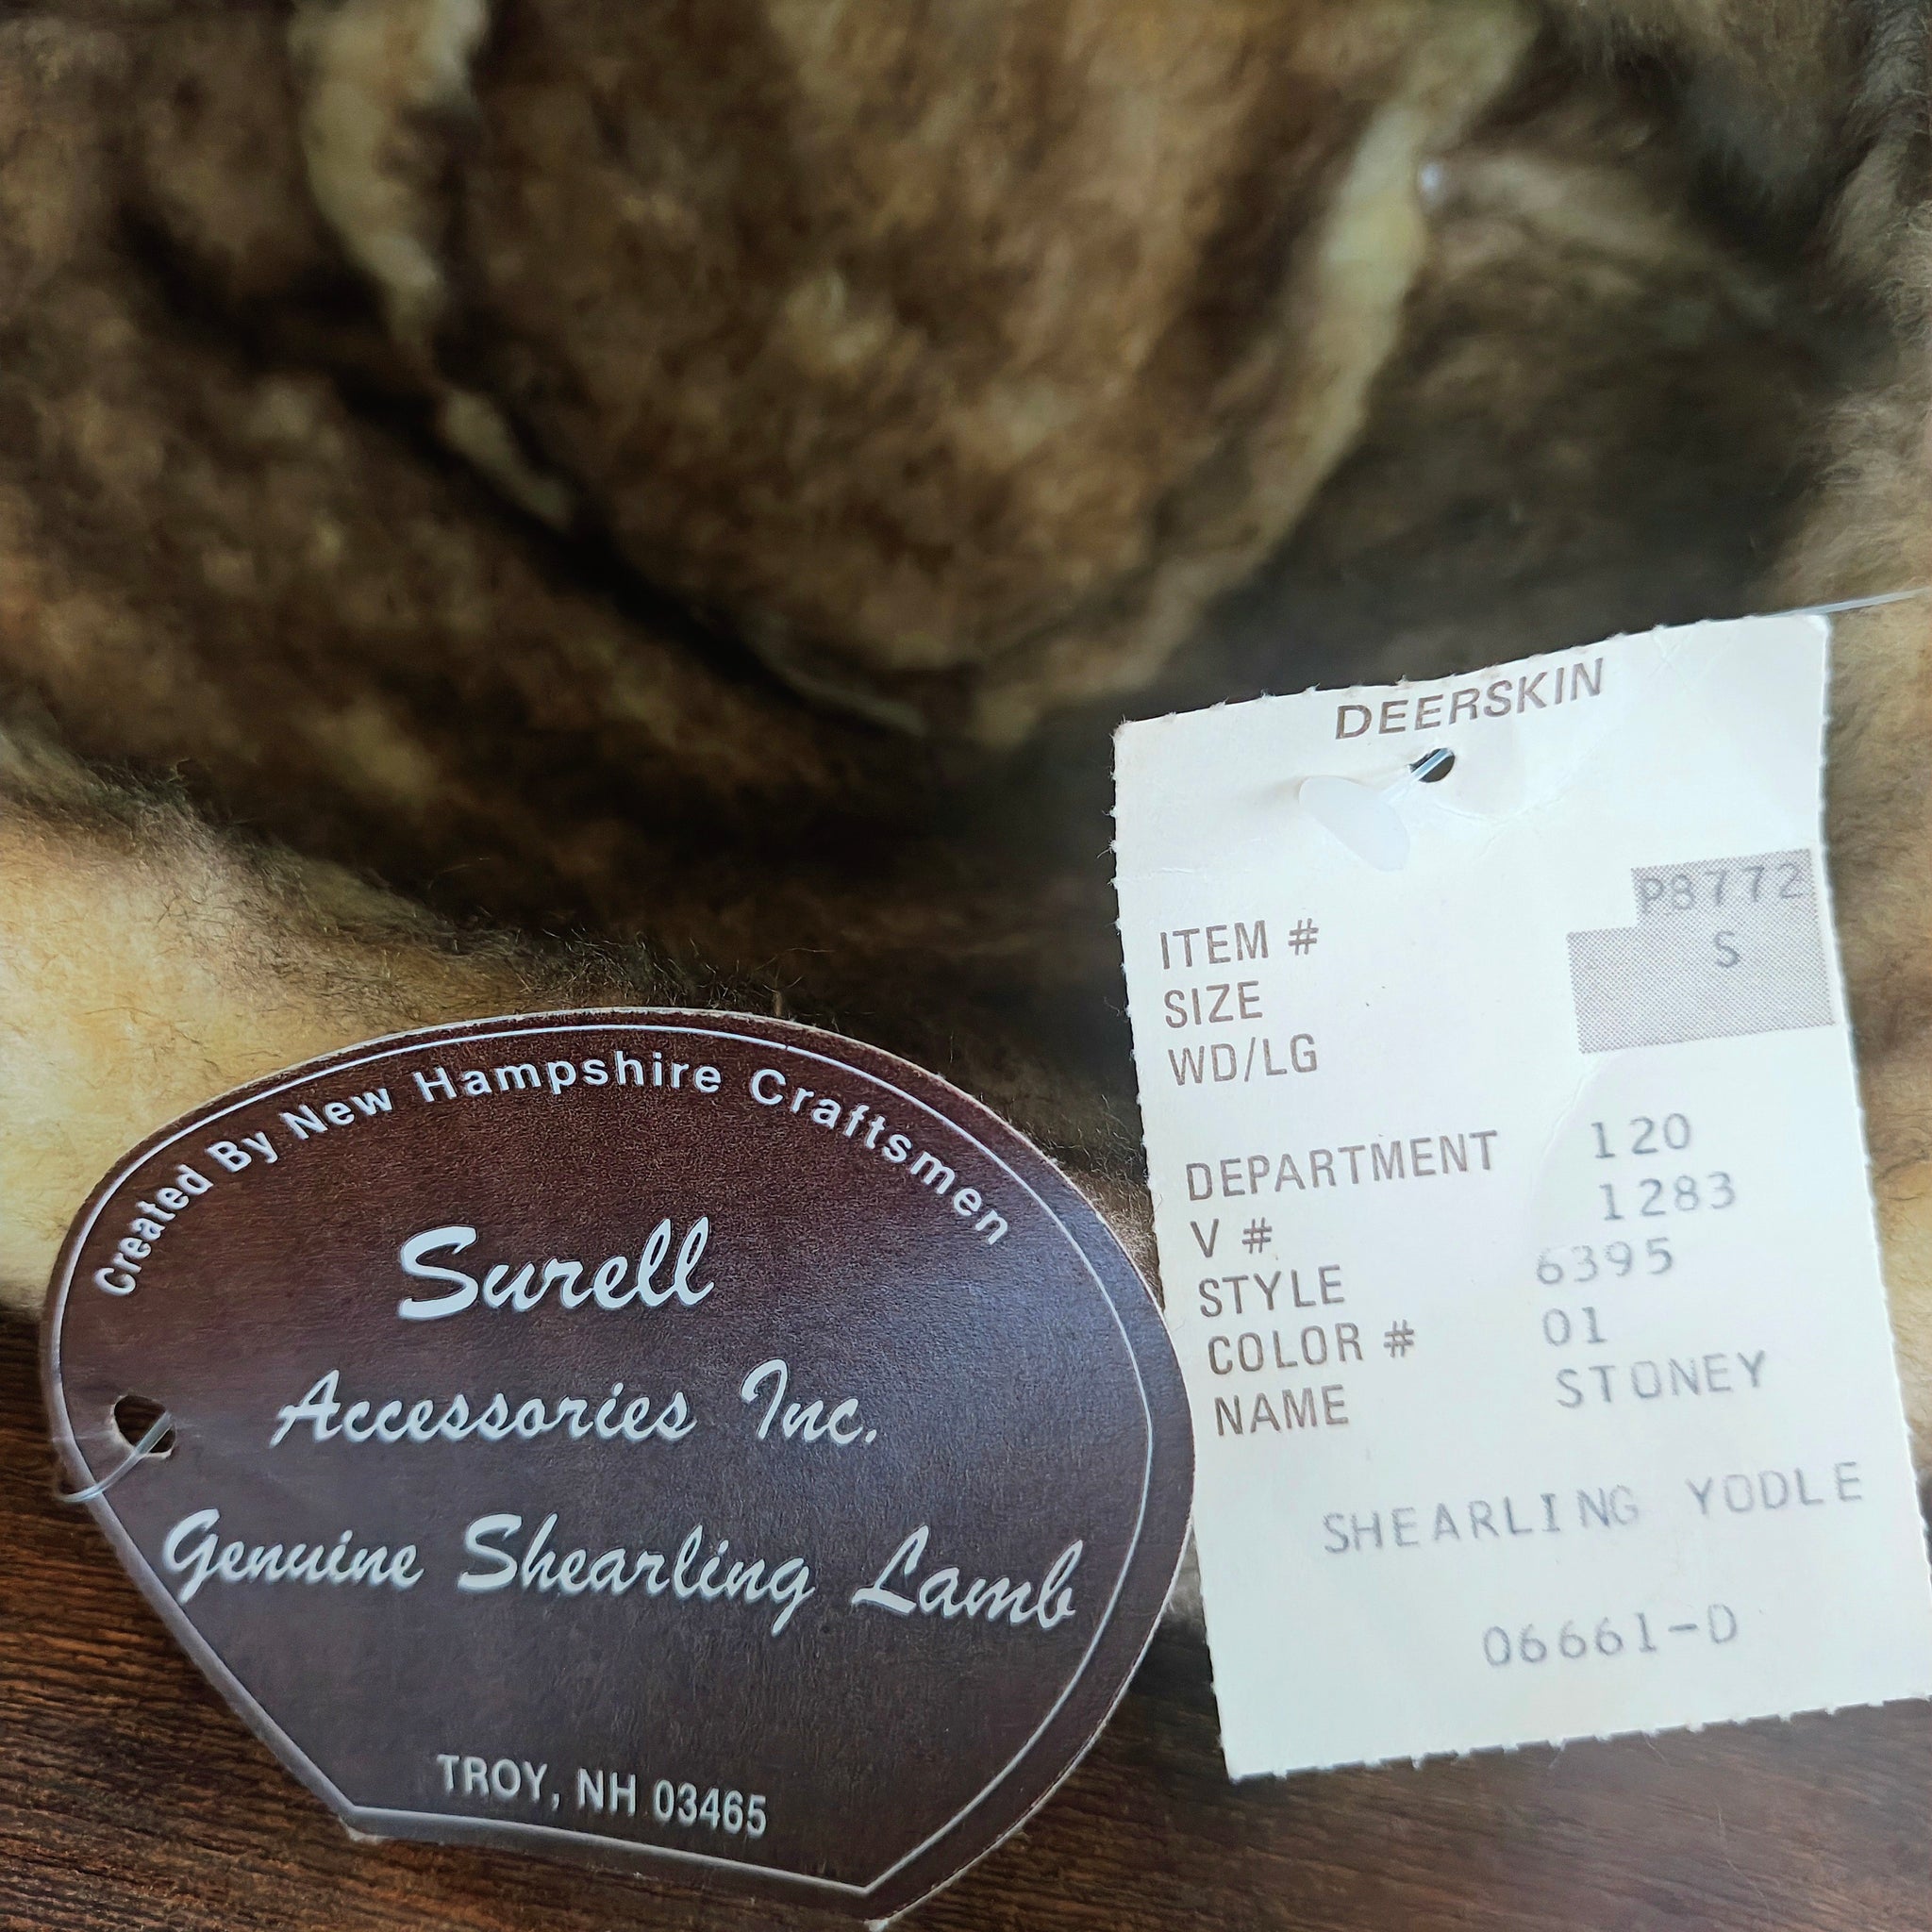 Created By New Hampshire Craftsmen
Surell
Accessories Inc.
Genuine Shearling Lamb
TROY, NH 03465
DEERSKIN
ITEM # P8772
SIZE S
WD/LG
DEPARTMENT 120
V # 1283
STYLE 6395
COLOR # 01
NAME STONEY
SHEARLING YODLE
06661-D